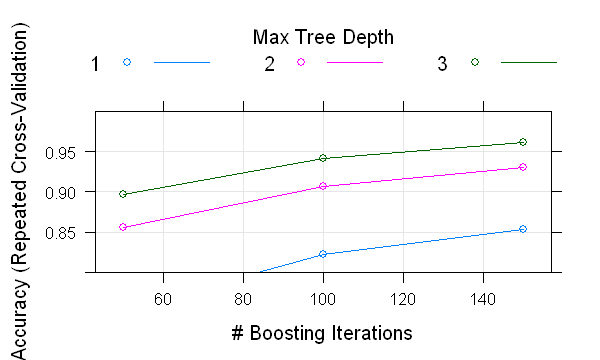 Max Tree Depth
1 2 3
Accuracy (Repeated Cross-Validation)
0.95
0.90
0.85
60 80 100 120 140
# Boosting Iterations